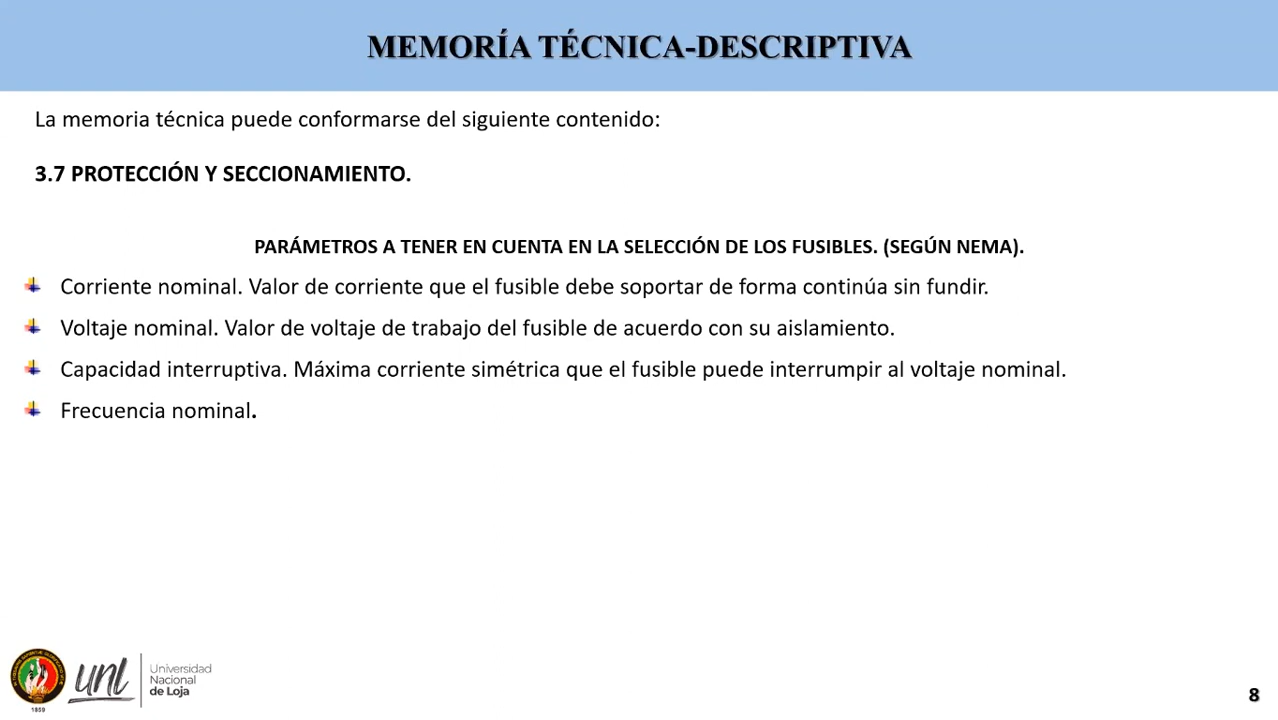 MEMORÍA TÉCNICA-DESCRIPTIVA
La memoria técnica puede conformarse del siguiente contenido:
3.7 PROTECCIÓN Y SECCIONAMIENTO.
PARÁMETROS A TENER EN CUENTA EN LA SELECCIÓN DE LOS FUSIBLES. (SEGÚN NEMA).
Corriente nominal. Valor de corriente que el fusible debe soportar de forma continúa sin fundir.
Voltaje nominal. Valor de voltaje de trabajo del fusible de acuerdo con su aislamiento.
Capacidad interruptiva. Máxima corriente simétrica que el fusible puede interrumpir al voltaje nominal.
Frecuencia nominal.
1859
unl
Universidad
Nacional
de Loja
8